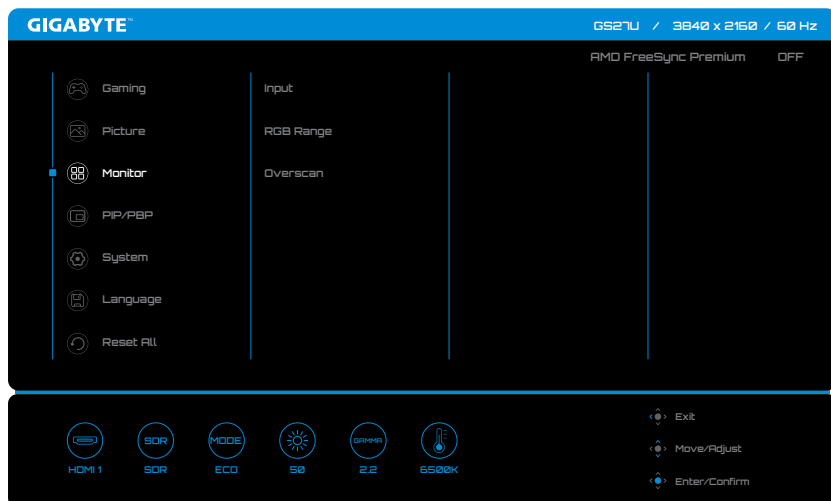 GIGABYTE™ GS27U / 3840 x 2160 / 60 Hz
AMD FreeSync Premium OFF
Gaming Input
Picture RGB Range
Monitor Overscan
PIP/PBP
System
Language
Reset All
Exit
SDR MODE GAMMA
Move/Adjust
HDMI 1 SDR ECO 50 2.2 6500K
Enter/Confirm